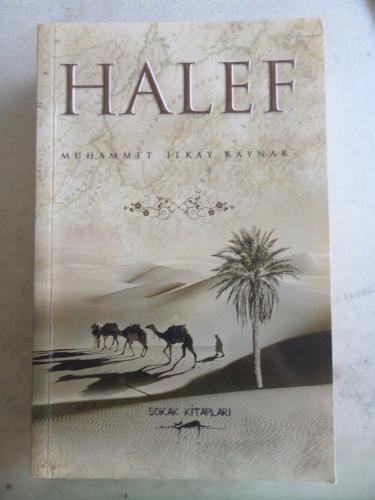 HALEF
MUHAMMET İLKAY KAYNAK
SOKAK KİTAPLARI